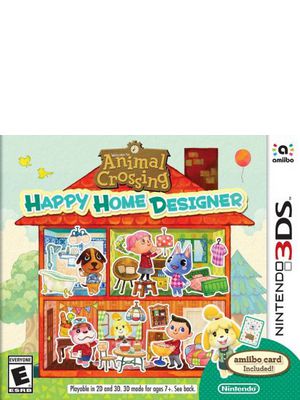 amiibo
Animal
Crossing
HAPPY HOME DESIGNER
NINTENDO 3DS
amiibo card
Included!
Nintendo
E
ESRB
Playable in 2D and 3D. 3D mode for ages 7+. See back.